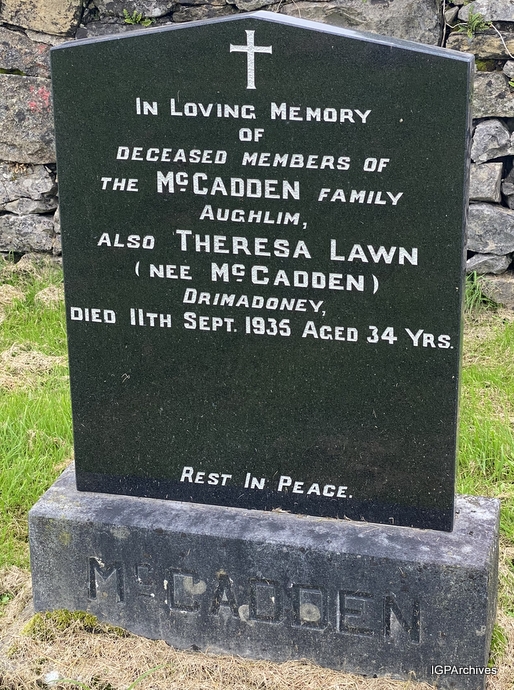 In Loving Memory
OF
DECEASED MEMBERS OF
THE McCADDEN FAMILY
AUGHLIM,
ALSO THERESA LAWN
(NEE McCADDEN)
DRIMADONEY,
DIED 11TH SEPT. 1935 AGED 34 YRS.
REST IN PEACE.
McCADDEN
IGPArchives